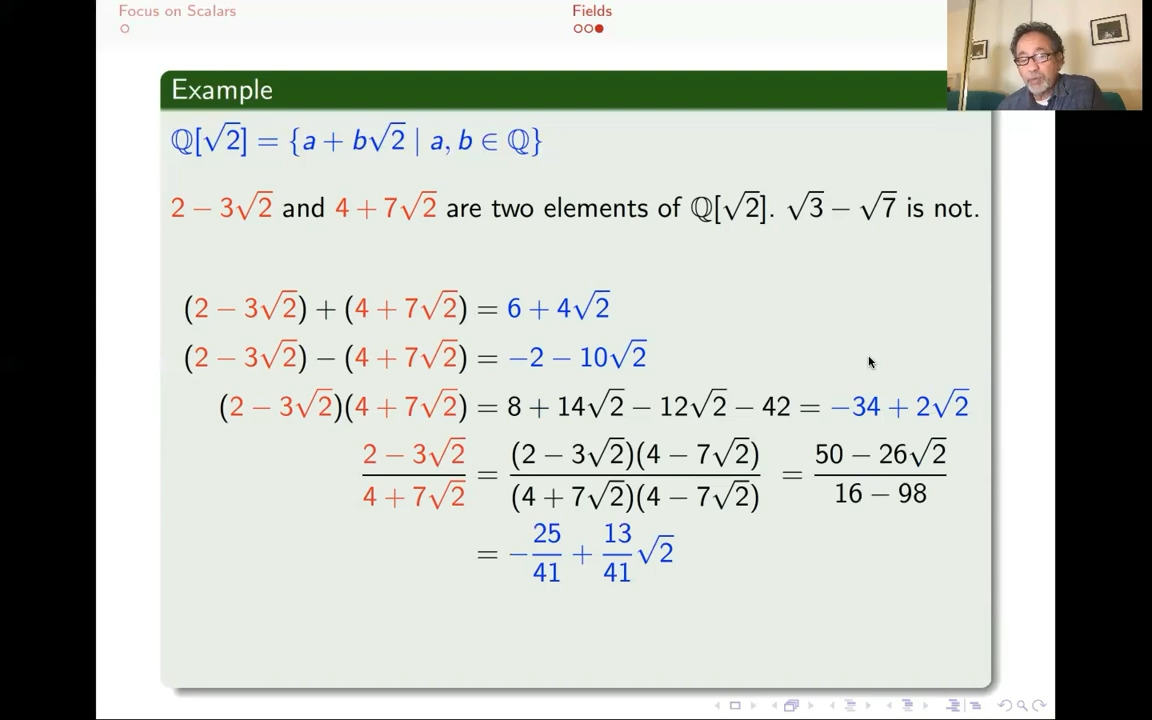 Focus on Scalars
Fields
Example
ℚ[√2] = {a + b√2 | a, b ∈ ℚ}
2 − 3√2 and 4 + 7√2 are two elements of ℚ[√2]. √3 − √7 is not.
(2 − 3√2) + (4 + 7√2) = 6 + 4√2
(2 − 3√2) − (4 + 7√2) = −2 − 10√2
(2 − 3√2)(4 + 7√2) = 8 + 14√2 − 12√2 − 42 = −34 + 2√2
(2 − 3√2)/(4 + 7√2) = ((2 − 3√2)(4 − 7√2))/((4 + 7√2)(4 − 7√2)) = (50 − 26√2)/(16 − 98)
= −25/41 + 13/41 √2